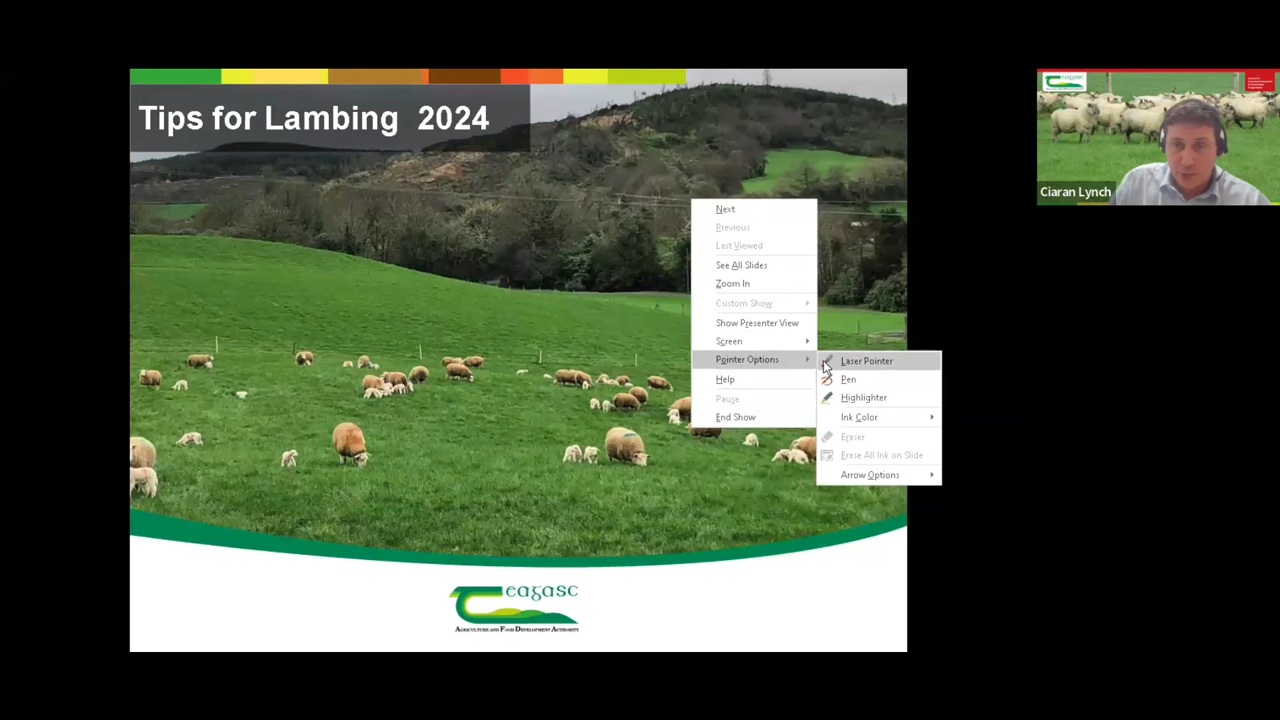 Tips for Lambing 2024
Ciaran Lynch
Next
Previous
Last Viewed
See All Slides
Zoom In
Custom Show
Show Presenter View
Screen
Pointer Options
Help
Pause
End Show
Laser Pointer
Pen
Highlighter
Ink Color
Eraser
Erase All Ink on Slide
Arrow Options
eagasc
AGRICULTURE AND FOOD DEVELOPMENT AUTHORITY